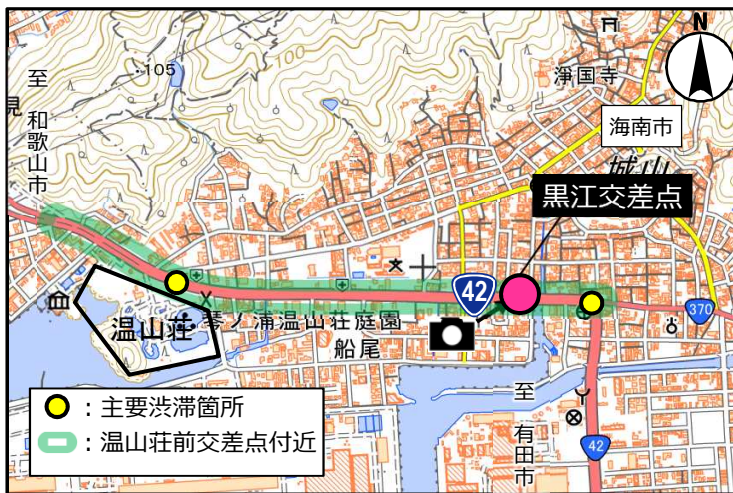 至 和歌山市
見
105
浄国寺
N
海南市
城山
黒江交差点
42
370
温山荘
琴ノ浦温山荘庭園
船尾
至 有田市
42
：主要渋滞箇所
：温山荘前交差点付近